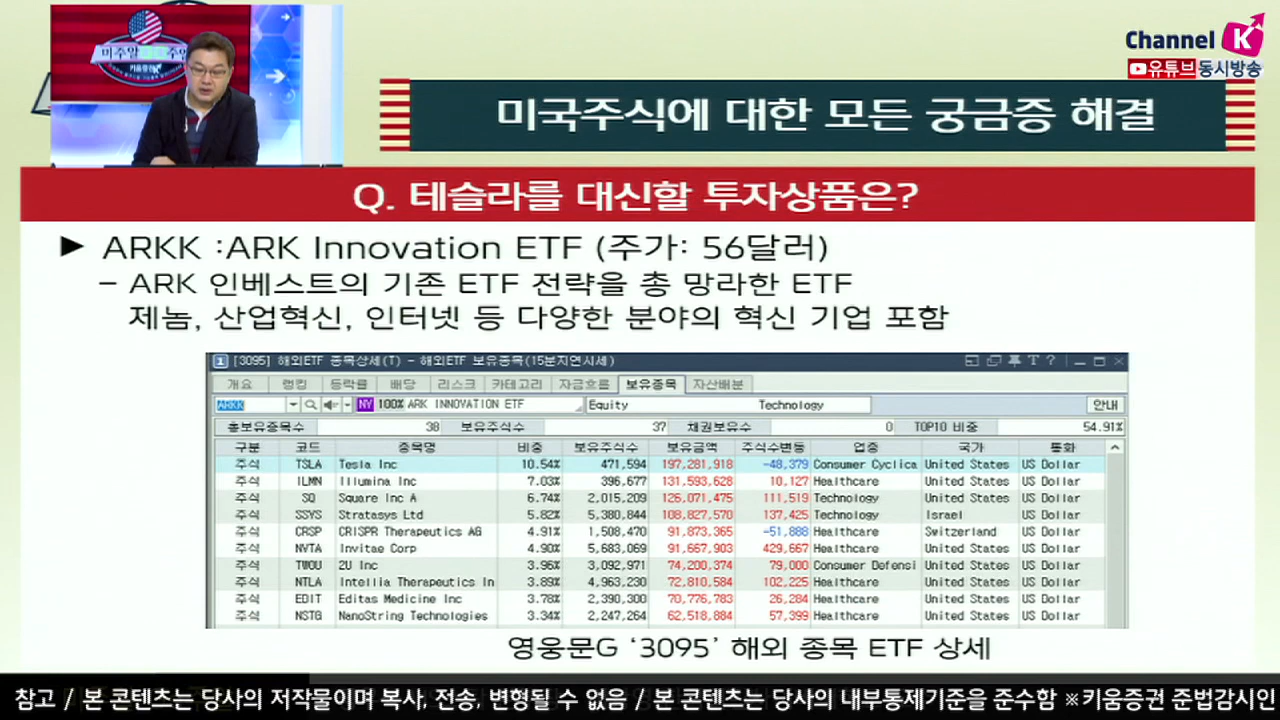 미주알
키움증권
Channel K
유튜브동시방송
미국주식에 대한 모든 궁금증 해결
Q. 테슬라를 대신할 투자상품은?
▶ ARKK :ARK Innovation ETF (주가: 56달러)
– ARK 인베스트의 기존 ETF 전략을 총 망라한 ETF
제놈, 산업혁신, 인터넷 등 다양한 분야의 혁신 기업 포함
1 [3095] 해외ETF 종목상세(T) - 해외ETF 보유종목(15분지연시세)
개요 랭킹 등락률 배당 리스크 카테고리 자금흐름 보유종목 자산배분
ARKK NY 100% ARK INNOVATION ETF Equity Technology 안내
총보유종목수 38 보유주식수 37 채권보유수 0 TOP10 비중 54.91%
구분 코드 종목명 비중 보유주식수 보유금액 주식수변동 업종 국가 통화
주식 TSLA Tesla Inc 10.54% 471,594 197,281,918 -48,379 Consumer Cyclica United States US Dollar
주식 ILMN Illumina Inc 7.03% 396,677 131,593,628 10,127 Healthcare United States US Dollar
주식 SQ Square Inc A 6.74% 2,015,209 126,071,475 111,519 Technology United States US Dollar
주식 SSYS Stratasys Ltd 5.82% 5,380,844 108,827,570 137,425 Technology Israel US Dollar
주식 CRSP CRISPR Therapeutics AG 4.91% 1,508,470 91,873,365 -51,888 Healthcare Switzerland US Dollar
주식 NVTA Invitae Corp 4.90% 5,683,069 91,667,903 429,667 Healthcare United States US Dollar
주식 TWOU 2U Inc 3.96% 3,092,971 74,200,374 79,000 Consumer Defensi United States US Dollar
주식 NTLA Intellia Therapeutics In 3.89% 4,963,230 72,810,584 102,225 Healthcare United States US Dollar
주식 EDIT Editas Medicine Inc 3.78% 2,390,300 70,776,783 26,284 Healthcare United States US Dollar
주식 NSTG NanoString Technologies 3.34% 2,247,264 62,518,884 57,399 Healthcare United States US Dollar
영웅문G ‘3095’ 해외 종목 ETF 상세
참고 / 본 콘텐츠는 당사의 저작물이며 복사, 전송, 변형될 수 없음 / 본 콘텐츠는 당사의 내부통제기준을 준수함 ※키움증권 준법감시인